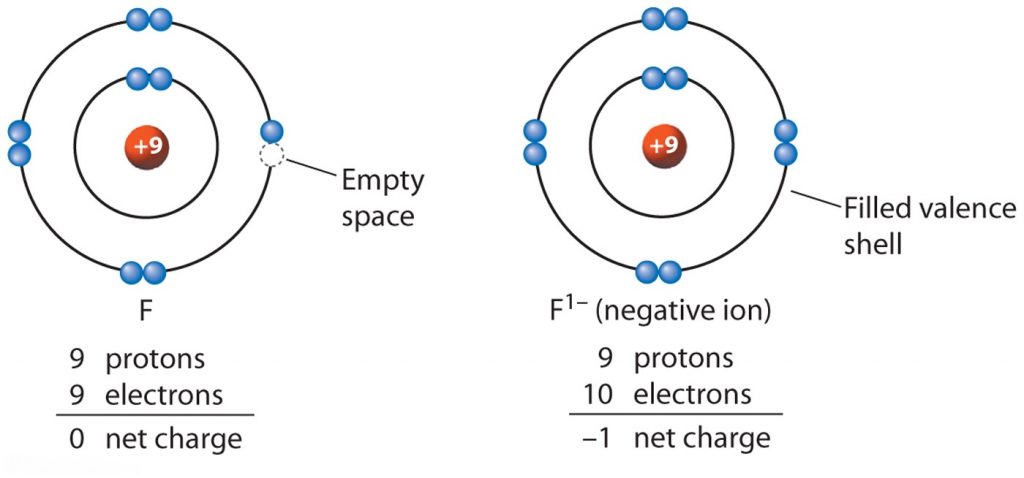 +9
Empty
space
F
9 protons
9 electrons
0 net charge
+9
Filled valence
shell
F¹⁻ (negative ion)
9 protons
10 electrons
–1 net charge